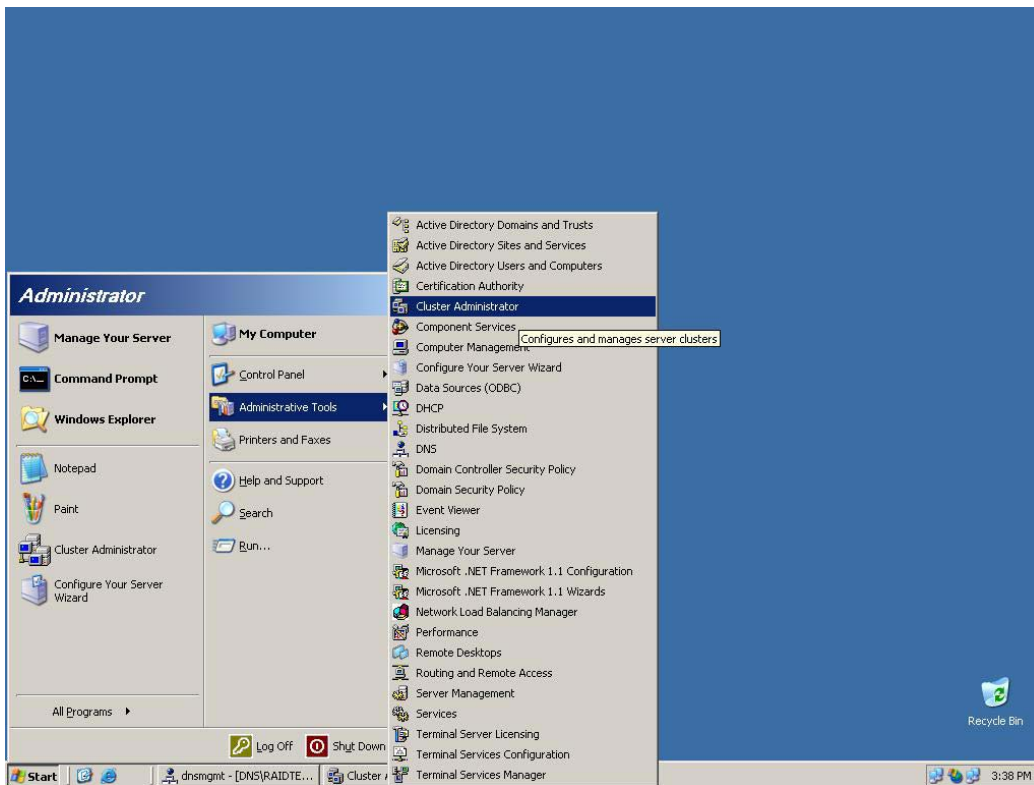 Administrator
Manage Your Server
Command Prompt
Windows Explorer
Notepad
Paint
Cluster Administrator
Configure Your Server
Wizard
All Programs
My Computer
Control Panel
Administrative Tools
Printers and Faxes
Help and Support
Search
Run...
Log Off
Shut Down
Active Directory Domains and Trusts
Active Directory Sites and Services
Active Directory Users and Computers
Certification Authority
Cluster Administrator
Component Services
Configures and manages server clusters
Computer Management
Configure Your Server Wizard
Data Sources (ODBC)
DHCP
Distributed File System
DNS
Domain Controller Security Policy
Domain Security Policy
Event Viewer
Licensing
Manage Your Server
Microsoft .NET Framework 1.1 Configuration
Microsoft .NET Framework 1.1 Wizards
Network Load Balancing Manager
Performance
Remote Desktops
Routing and Remote Access
Server Management
Services
Terminal Server Licensing
Terminal Services Configuration
Terminal Services Manager
Recycle Bin
Start
dnsmgmt - [DNS\RAIDTE...
Cluster
3:38 PM